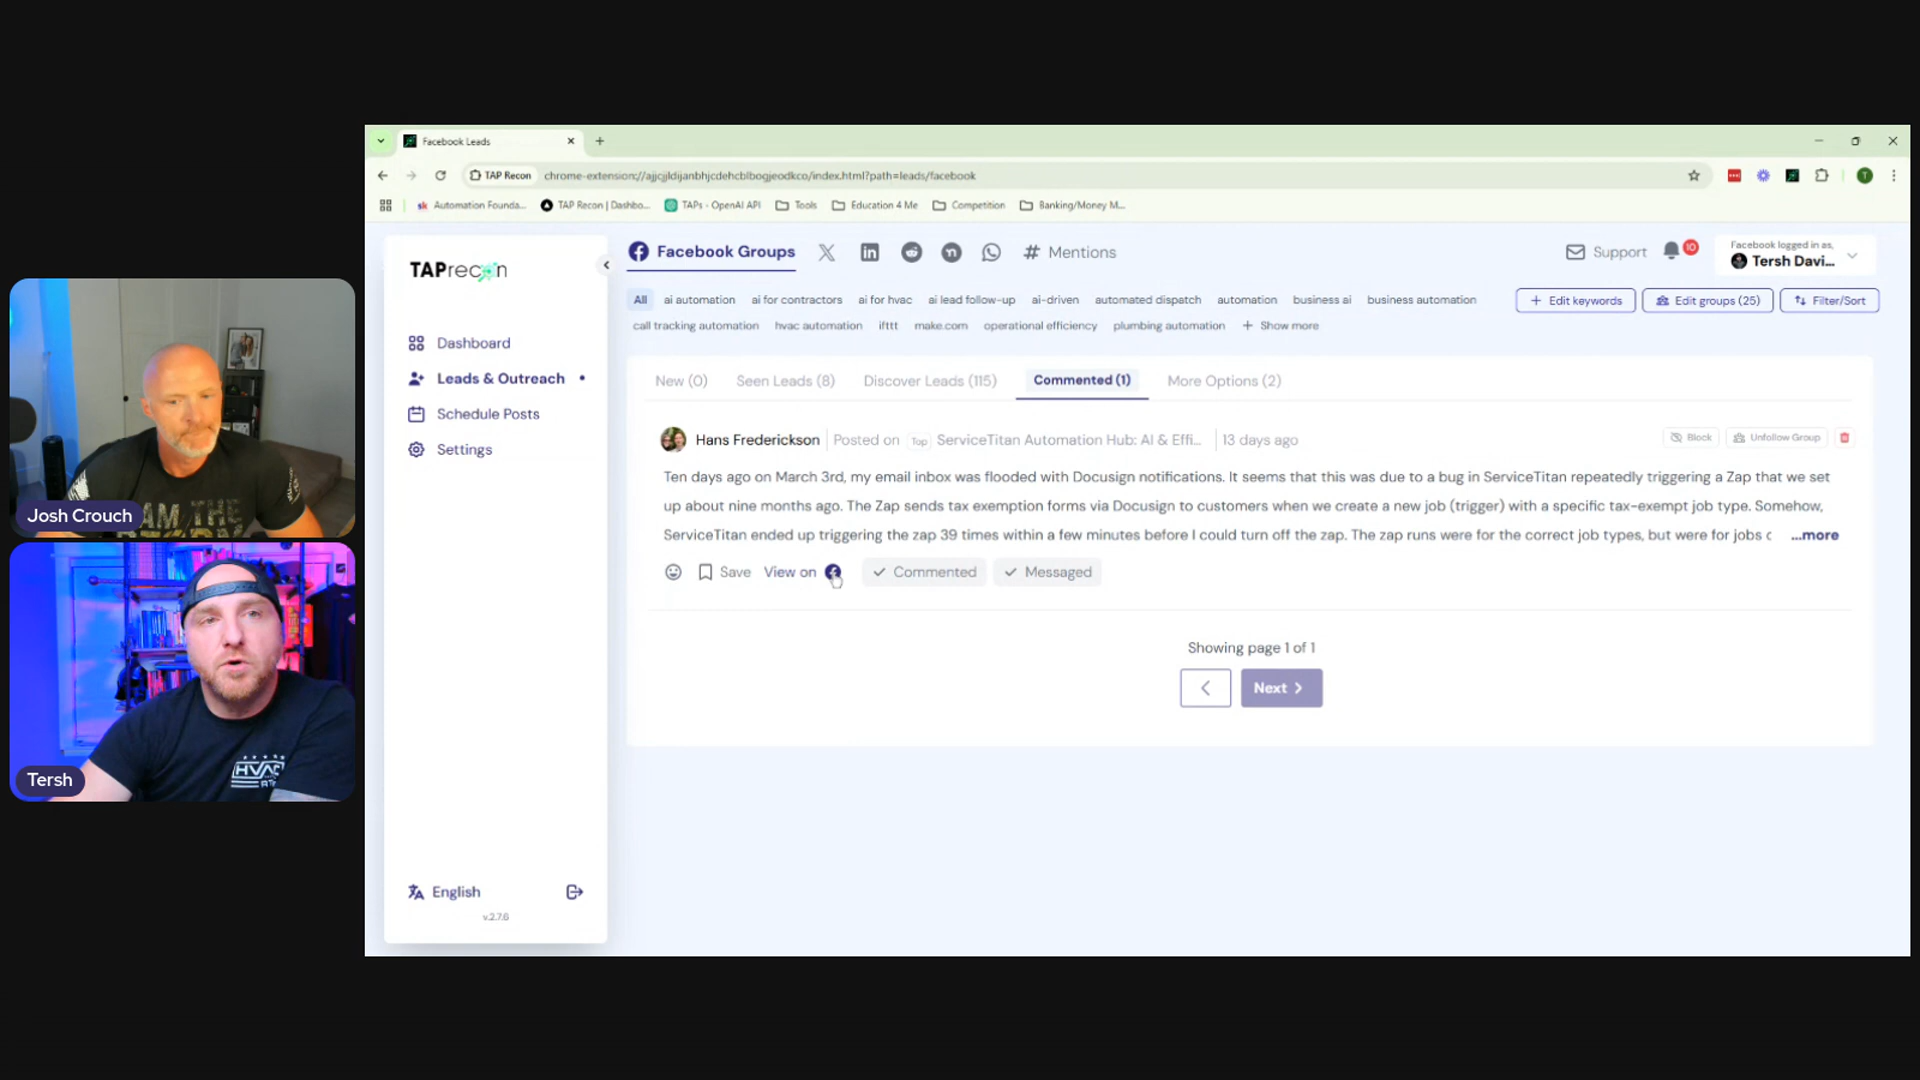 Facebook Leads
TAP Recon
chrome-extension://ajjcjjldijanbhjcdehcblbogjeodkco/index.html?path=leads/facebook
Automation Founda...
TAP Recon | Dashbo...
TAPs - OpenAI API
Tools
Education 4 Me
Competition
Banking/Money M...
TAPrecon
Facebook Groups
# Mentions
Support
10
Facebook logged in as,
Tersh Davi...
All
ai automation
ai for contractors
ai for hvac
ai lead follow-up
ai-driven
automated dispatch
automation
business ai
business automation
+ Edit keywords
Edit groups (25)
Filter/Sort
call tracking automation
hvac automation
ifttt
make.com
operational efficiency
plumbing automation
+ Show more
Dashboard
Leads & Outreach
Schedule Posts
Settings
New (0)
Seen Leads (8)
Discover Leads (115)
Commented (1)
More Options (2)
Hans Frederickson
Posted on
Top
ServiceTitan Automation Hub: AI & Effi...
13 days ago
Block
Unfollow Group
Ten days ago on March 3rd, my email inbox was flooded with Docusign notifications. It seems that this was due to a bug in ServiceTitan repeatedly triggering a Zap that we set
up about nine months ago. The Zap sends tax exemption forms via Docusign to customers when we create a new job (trigger) with a specific tax-exempt job type. Somehow,
ServiceTitan ended up triggering the zap 39 times within a few minutes before I could turn off the zap. The zap runs were for the correct job types, but were for jobs c
...more
Save
View on
Commented
Messaged
Showing page 1 of 1
Next
English
v.2.7.6
Josh Crouch
AM THE
Tersh
HVAC